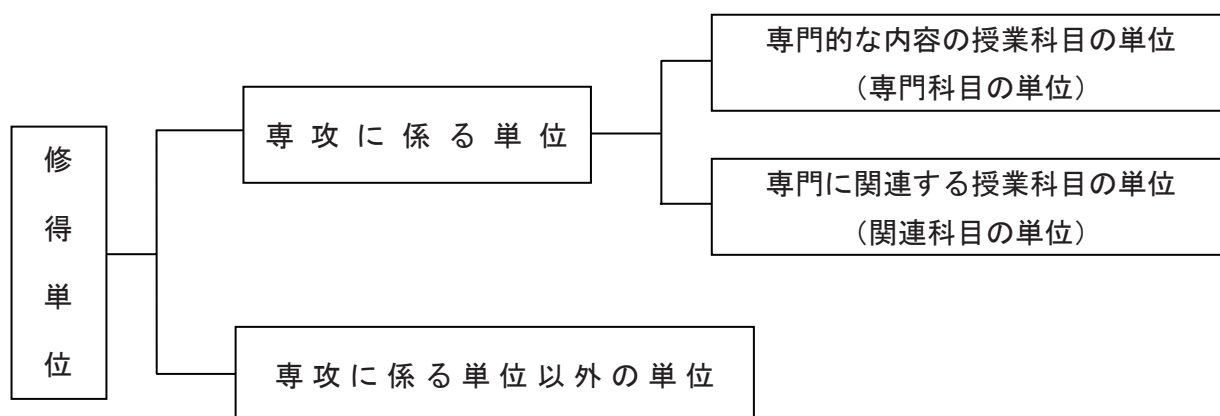 修得単位
専攻に係る単位
専門的な内容の授業科目の単位
（専門科目の単位）
専門に関連する授業科目の単位
（関連科目の単位）
専攻に係る単位以外の単位